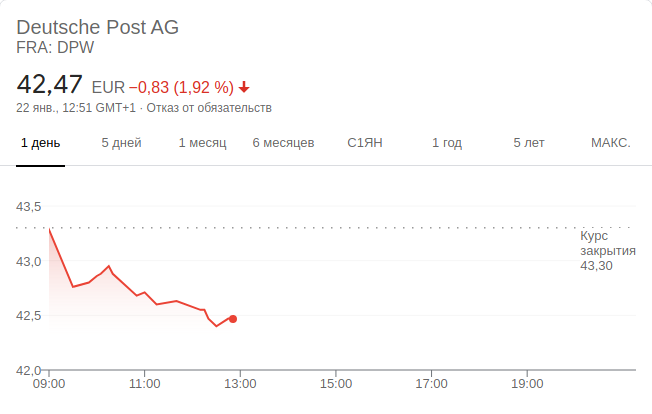 Deutsche Post AG
FRA: DPW
42,47 EUR −0,83 (1,92 %)
22 янв., 12:51 GMT+1 · Отказ от обязательств
1 день 5 дней 1 месяц 6 месяцев С1ЯН 1 год 5 лет МАКС.
43,5
Курс
закрытия
43,30
43,0
42,5
42,0
09:00 11:00 13:00 15:00 17:00 19:00